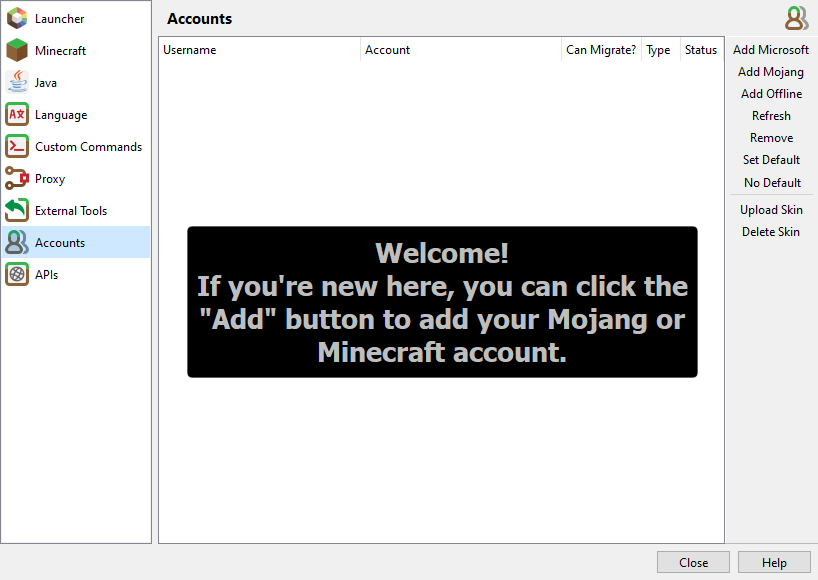 Launcher
Minecraft
Java
Language
Custom Commands
Proxy
External Tools
Accounts
APIs
Accounts
Username Account Can Migrate? Type Status
Welcome!
If you're new here, you can click the
"Add" button to add your Mojang or
Minecraft account.
Add Microsoft
Add Mojang
Add Offline
Refresh
Remove
Set Default
No Default
Upload Skin
Delete Skin
Close Help